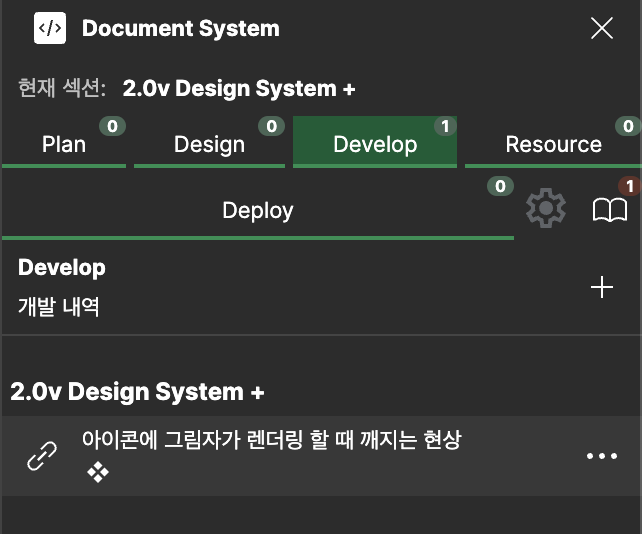 </> Document System
현재 섹션: 2.0v Design System +
0 0 1 0
Plan Design Develop Resource
0 1
Deploy
Develop
개발 내역
2.0v Design System +
아이콘에 그림자가 렌더링 할 때 깨지는 현상